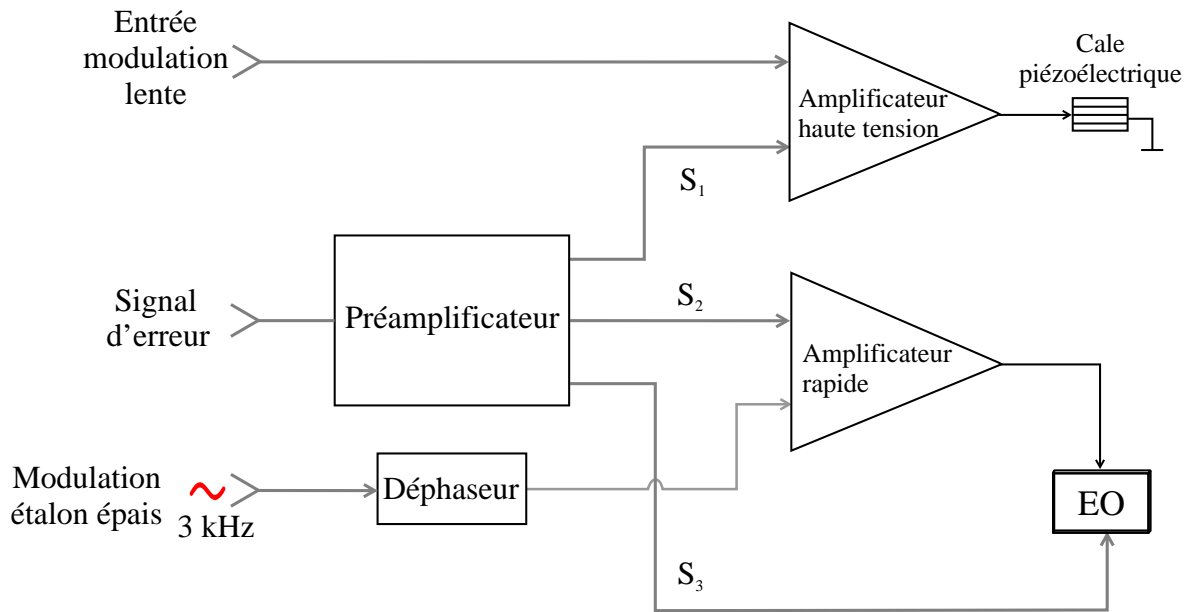 Entrée
modulation
lente
Amplificateur
haute tension
Cale
piézoélectrique
S1
Signal
d'erreur
Préamplificateur
S2
Amplificateur
rapide
Modulation
étalon épais
3 kHz
Déphaseur
EO
S3